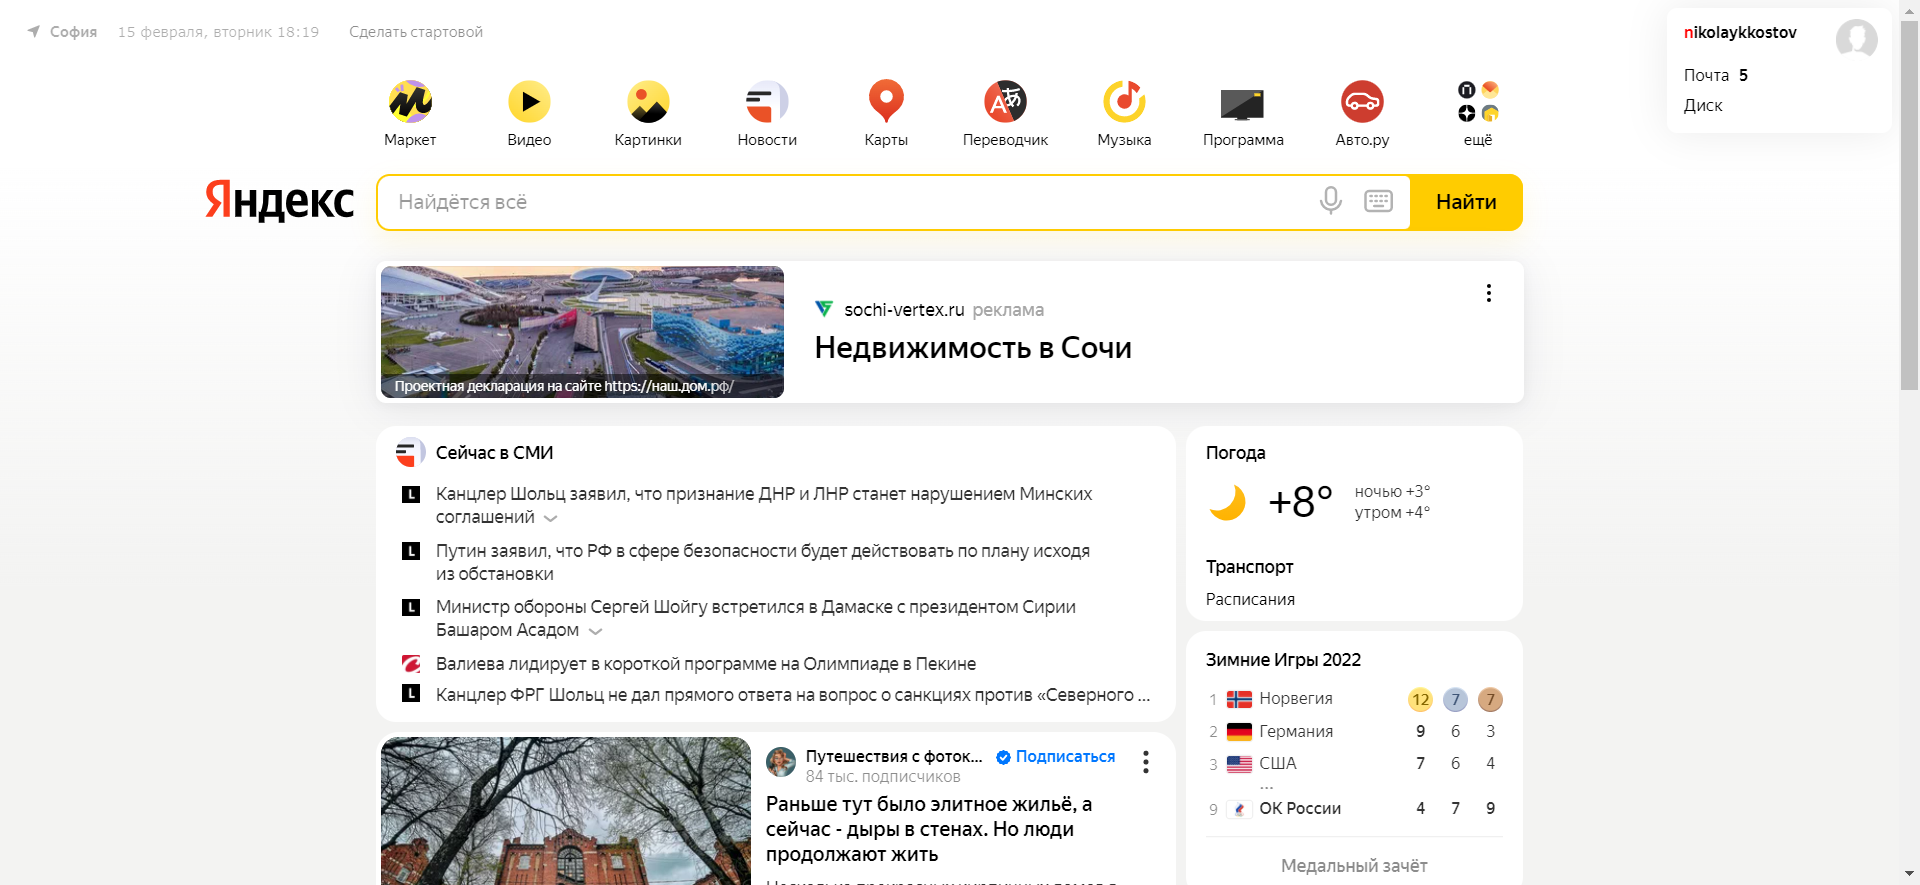 София
15 февраля, вторник 18:19
Сделать стартовой
nikolaykkostov
Почта 5
Диск
Маркет
Видео
Картинки
Новости
Карты
Переводчик
Музыка
Программа
Авто.ру
ещё
Яндекс
Найдётся всё
Найти
Проектная декларация на сайте https://наш.дом.рф/
sochi-vertex.ru реклама
Недвижимость в Сочи
Сейчас в СМИ
Канцлер Шольц заявил, что признание ДНР и ЛНР станет нарушением Минских
соглашений
Путин заявил, что РФ в сфере безопасности будет действовать по плану исходя
из обстановки
Министр обороны Сергей Шойгу встретился в Дамаске с президентом Сирии
Башаром Асадом
Валиева лидирует в короткой программе на Олимпиаде в Пекине
Канцлер ФРГ Шольц не дал прямого ответа на вопрос о санкциях против «Северного ...
Погода
+8°
ночью +3°
утром +4°
Транспорт
Расписания
Зимние Игры 2022
1 Норвегия 12 7 7
2 Германия 9 6 3
3 США 7 6 4
...
9 ОК России 4 7 9
Медальный зачёт
Путешествия с фоток... Подписаться
84 тыс. подписчиков
Раньше тут было элитное жильё, а
сейчас - дыры в стенах. Но люди
продолжают жить